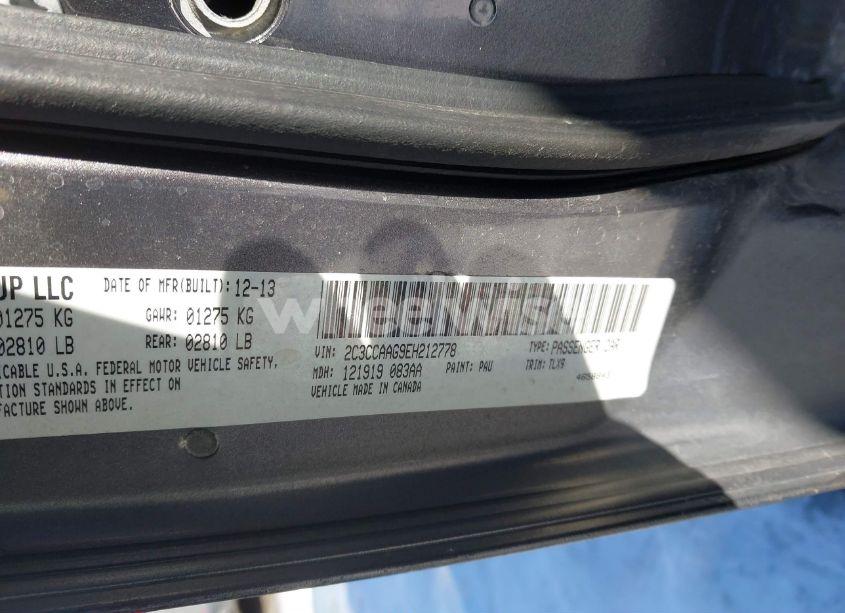 UP LLC DATE OF MFR(BUILT): 12-13
01275 KG GAWR: 01275 KG
02810 LB REAR: 02810 LB
ICABLE U.S.A. FEDERAL MOTOR VEHICLE SAFETY,
TION STANDARDS IN EFFECT ON
FACTURE SHOWN ABOVE.
VIN: 2C3CCAAG9EH212778 TYPE: PASSENGER CAR
MDH: 121919 083AA PAINT: PAU TRIM: TLX9
VEHICLE MADE IN CANADA